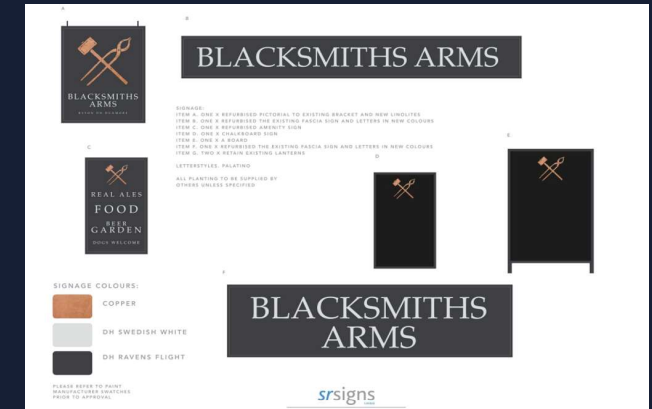 A
B
BLACKSMITHS
ARMS
BLACKSMITHS ARMS
SIGNAGE:
ITEM A. ONE X REFURBISED PICTORIAL TO EXISTING BRACKET AND NEW LINOLITES
ITEM B. ONE X REFURBISED THE EXISTING FASCIA SIGN AND LETTERS IN NEW COLOURS
ITEM C. ONE X REFURNISED AMENITY SIGN
ITEM D. ONE X CHALKBOARD SIGN
ITEM E. ONE X A BOARD
ITEM F. ONE X REFURBISED THE EXISTING FASCIA SIGN AND LETTERS IN NEW COLOURS
ITEM G. TWO X RETAIN EXISTING LANTERNS
LETTERSTYLES. PALATINO
ALL PLANTING TO BE SUPPLIED BY
OTHERS UNLESS SPECIFIED
C
REAL ALES
FOOD
BEER
GARDEN
DOGS WELCOME
D
E
SIGNAGE COLOURS:
COPPER
DH SWEDISH WHITE
DH RAVENS FLIGHT
PLEASE REFER TO PAINT
MANUFACTURER SWATCHES
PRIOR TO APPROVAL
F
BLACKSMITHS
ARMS
srsigns